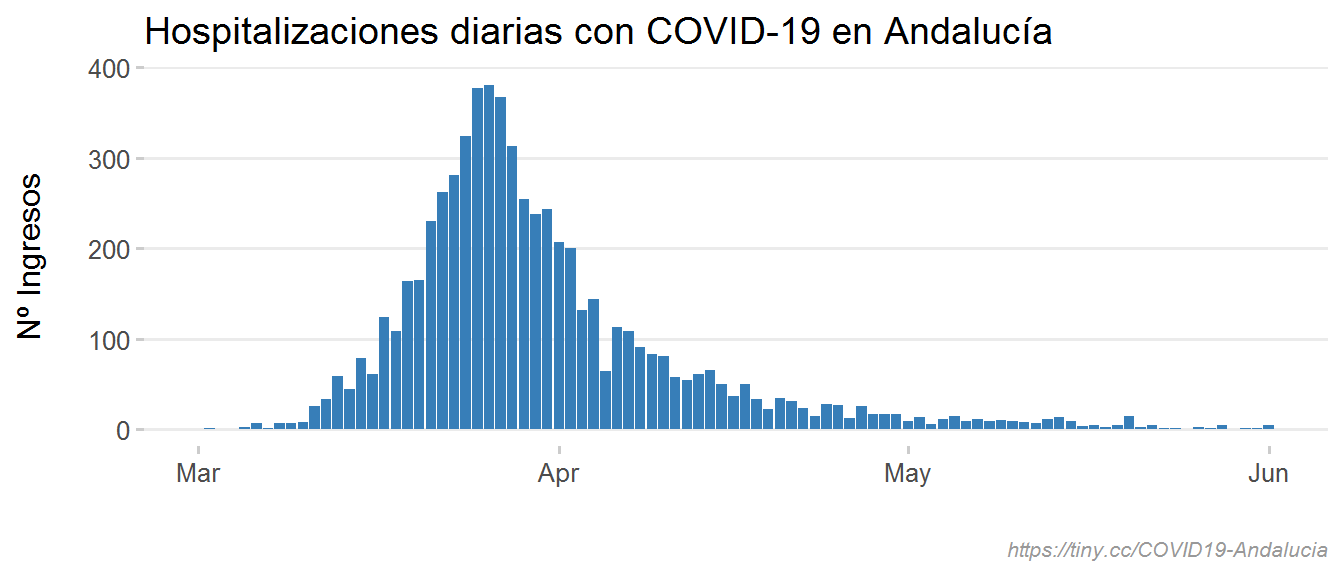 Hospitalizaciones diarias con COVID-19 en Andalucía
400
300
200
100
0
Nº Ingresos
Mar Apr May Jun
https://tiny.cc/COVID19-Andalucia